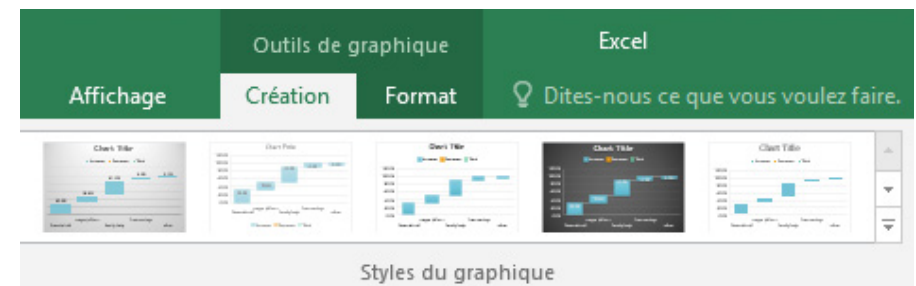 Outils de graphique
Excel
Affichage
Création
Format
Dites-nous ce que vous voulez faire.
Chart Title
Chart Title
Chart Title
Chart Title
Chart Title
Styles du graphique